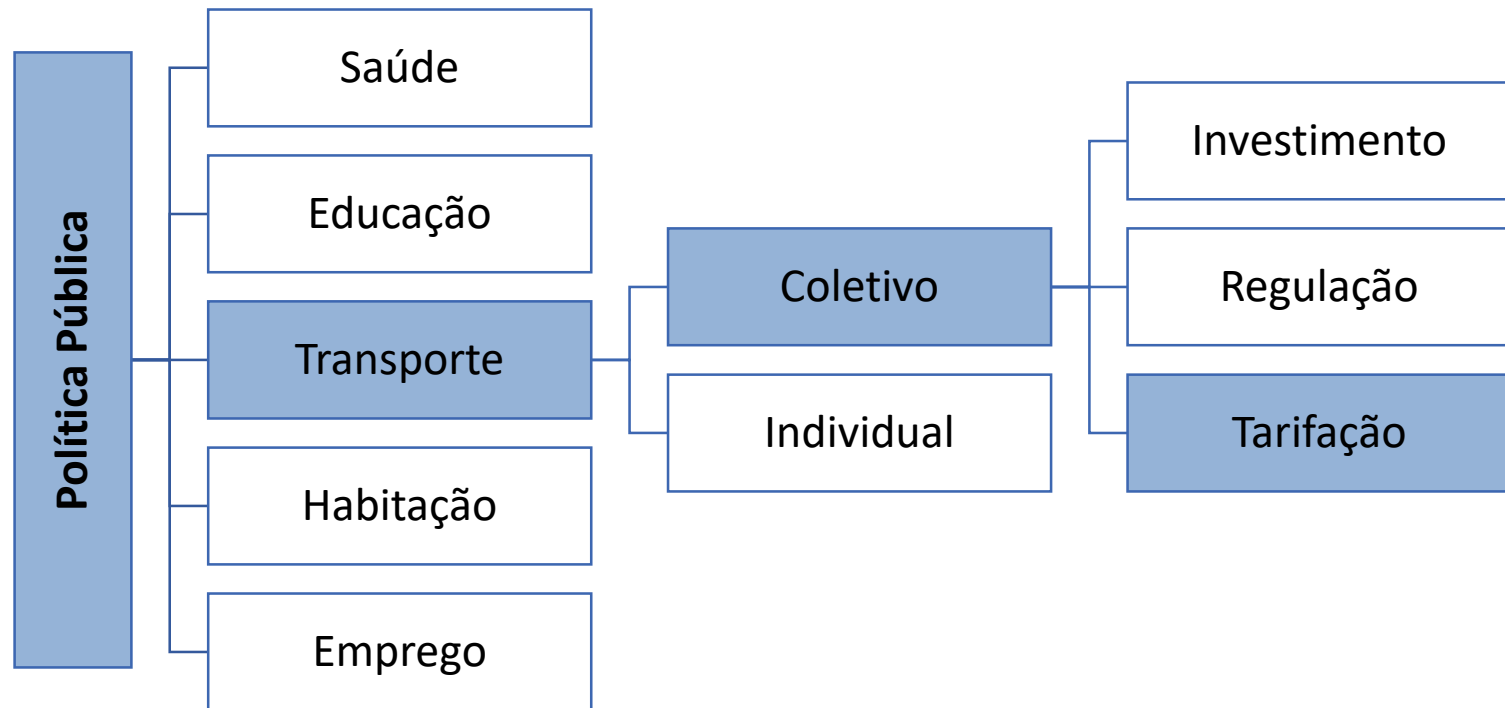 Política Pública
Saúde
Educação
Transporte
Habitação
Emprego
Coletivo
Individual
Investimento
Regulação
Tarifação